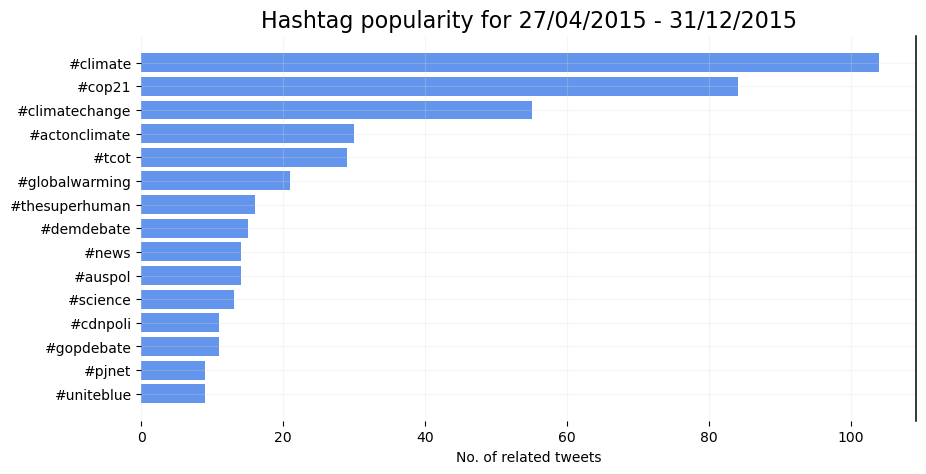 Hashtag popularity for 27/04/2015 - 31/12/2015
#climate
#cop21
#climatechange
#actonclimate
#tcot
#globalwarming
#thesuperhuman
#demdebate
#news
#auspol
#science
#cdnpoli
#gopdebate
#pjnet
#uniteblue
0 20 40 60 80 100
No. of related tweets